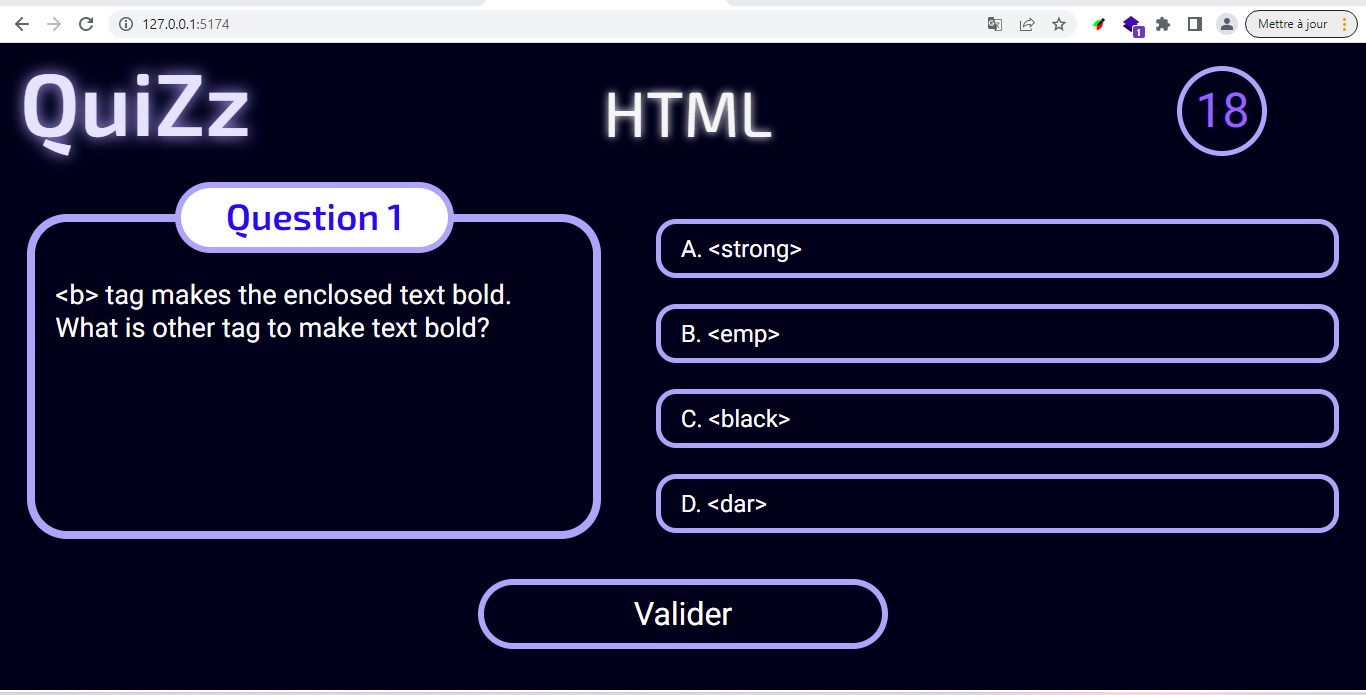 127.0.0.1:5174
1
Mettre à jour
QuiZz
HTML
18
Question 1
<b> tag makes the enclosed text bold.
What is other tag to make text bold?
A. <strong>
B. <emp>
C. <black>
D. <dar>
Valider